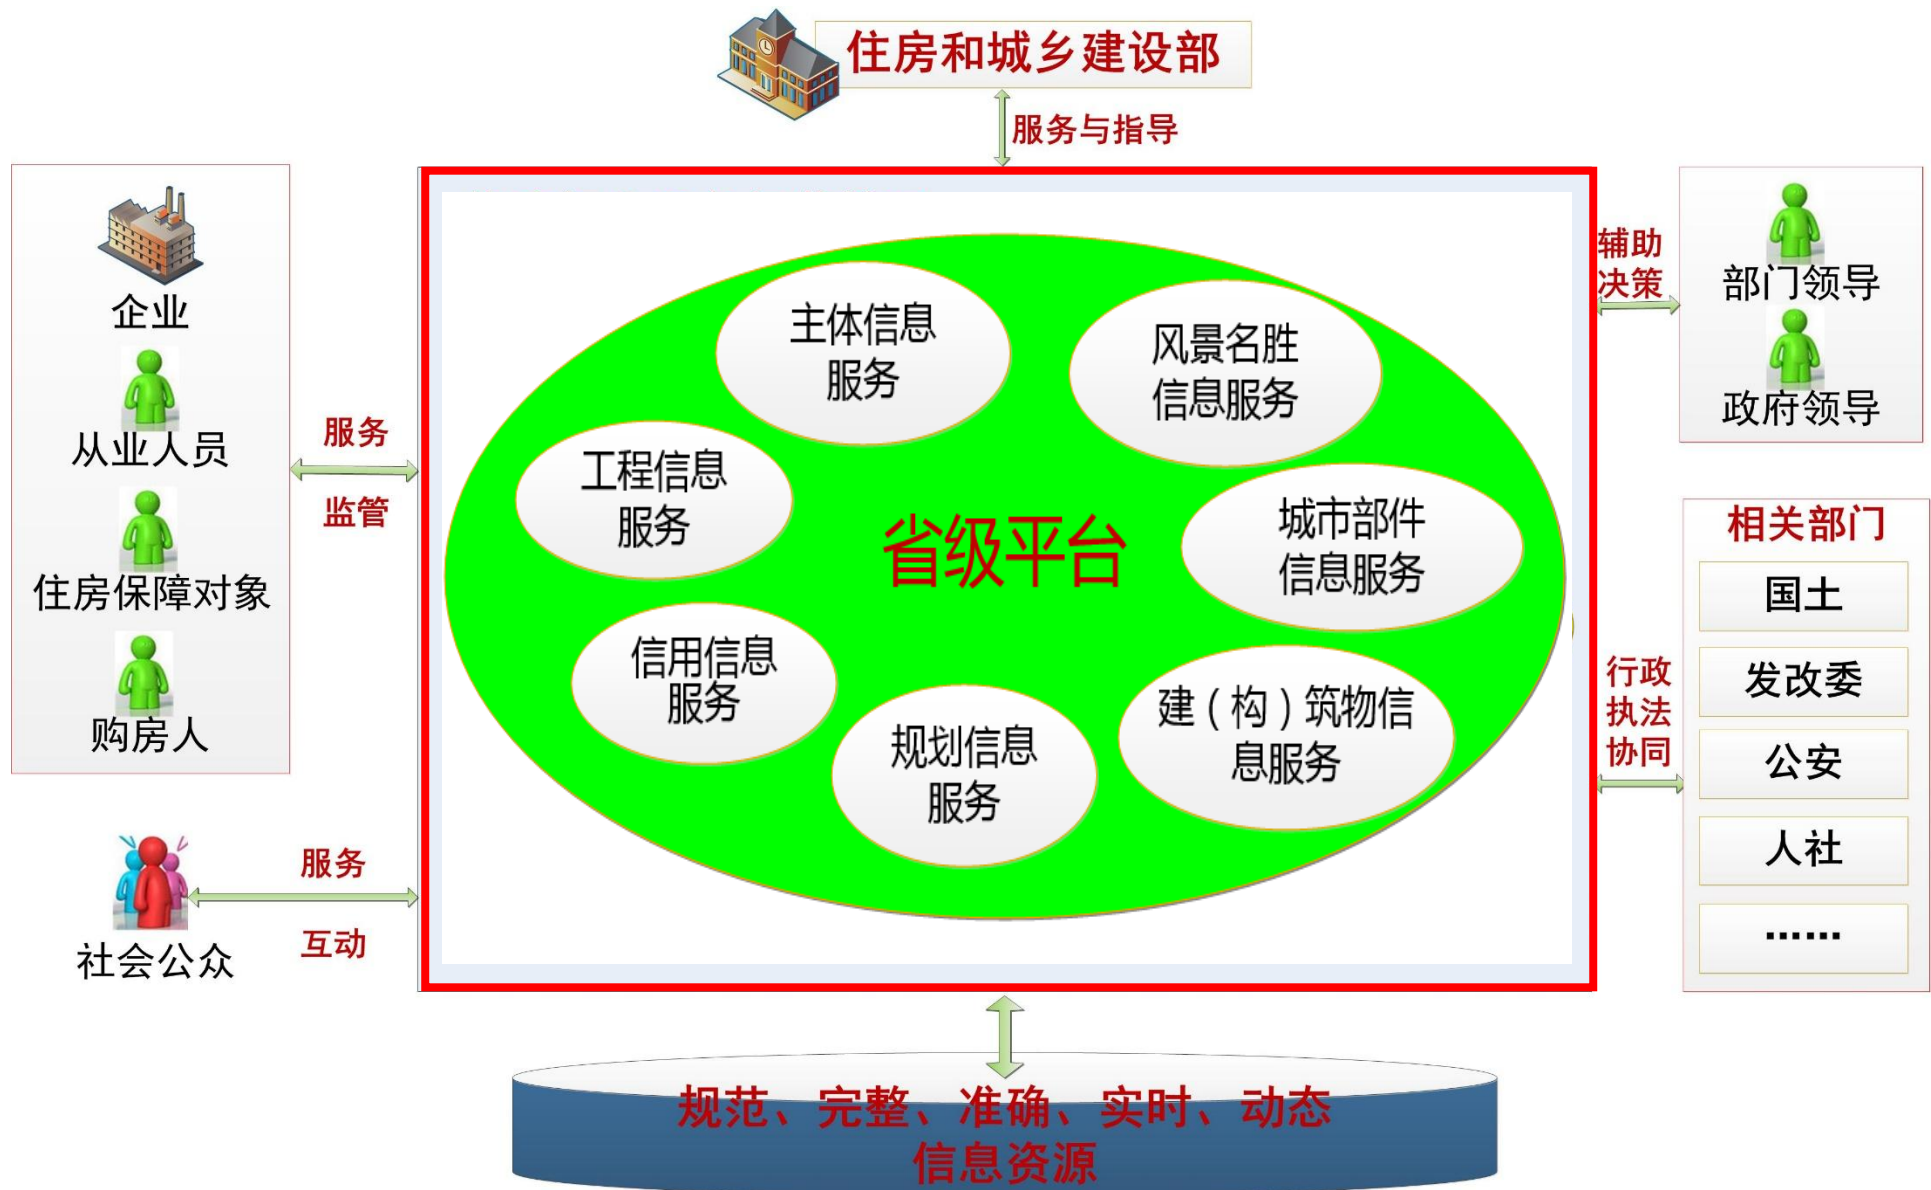 住房和城乡建设部
服务与指导
企业
从业人员
住房保障对象
购房人
服务
监管
社会公众
服务
互动
主体信息
服务
风景名胜
信息服务
工程信息
服务
省级平台
城市部件
信息服务
信用信息
服务
规划信息
服务
建（构）筑物信
息服务
辅助
决策
部门领导
政府领导
行政
执法
协同
相关部门
国土
发改委
公安
人社
……
规范、完整、准确、实时、动态
信息资源